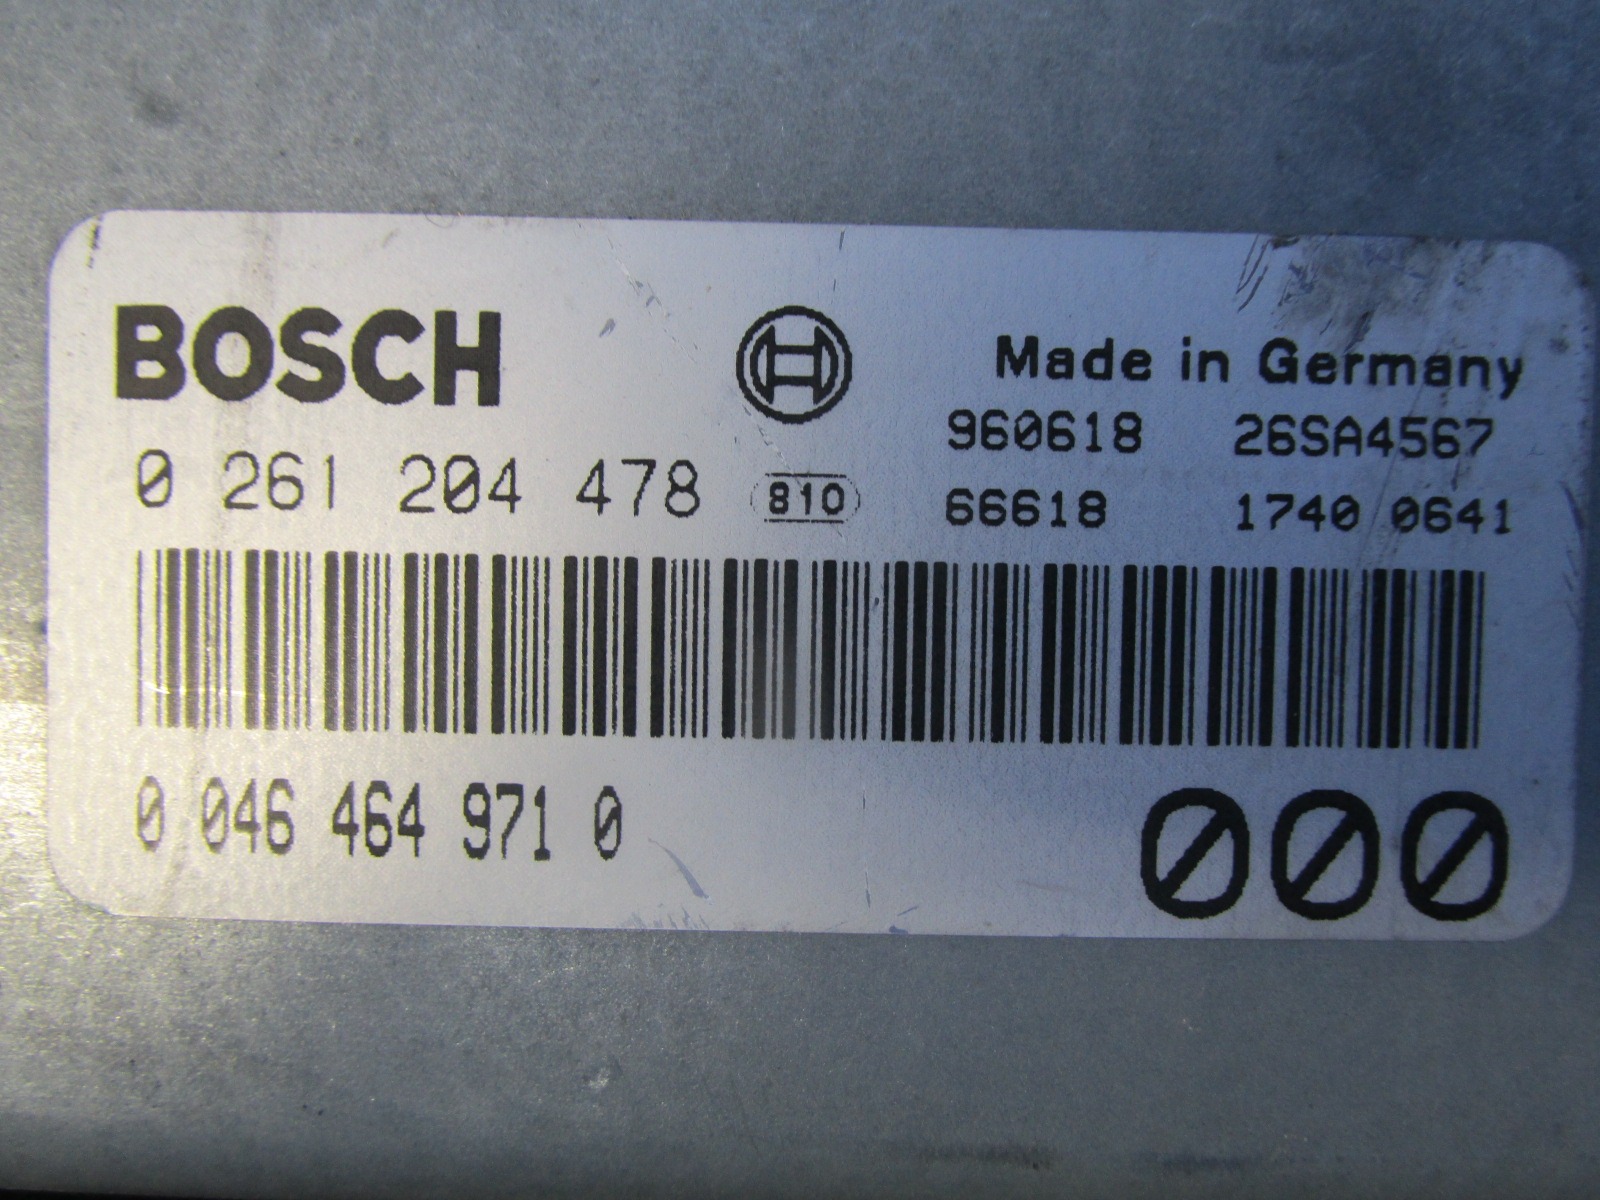 BOSCH
Made in Germany
960618 26SA4567
0 261 204 478 810 66618 1740 0641
0 046 464 971 0
000